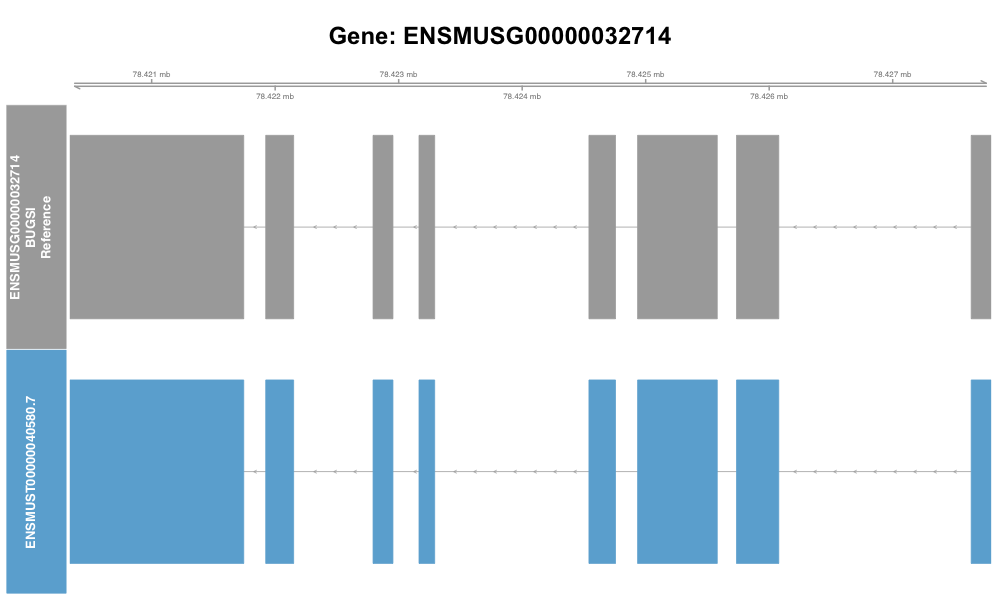 Gene: ENSMUSG00000032714
78.421 mb
78.423 mb
78.425 mb
78.427 mb
78.422 mb
78.424 mb
78.426 mb
ENSMUSG00000032714
BUGSI
Reference
ENSMUST00000040580.7